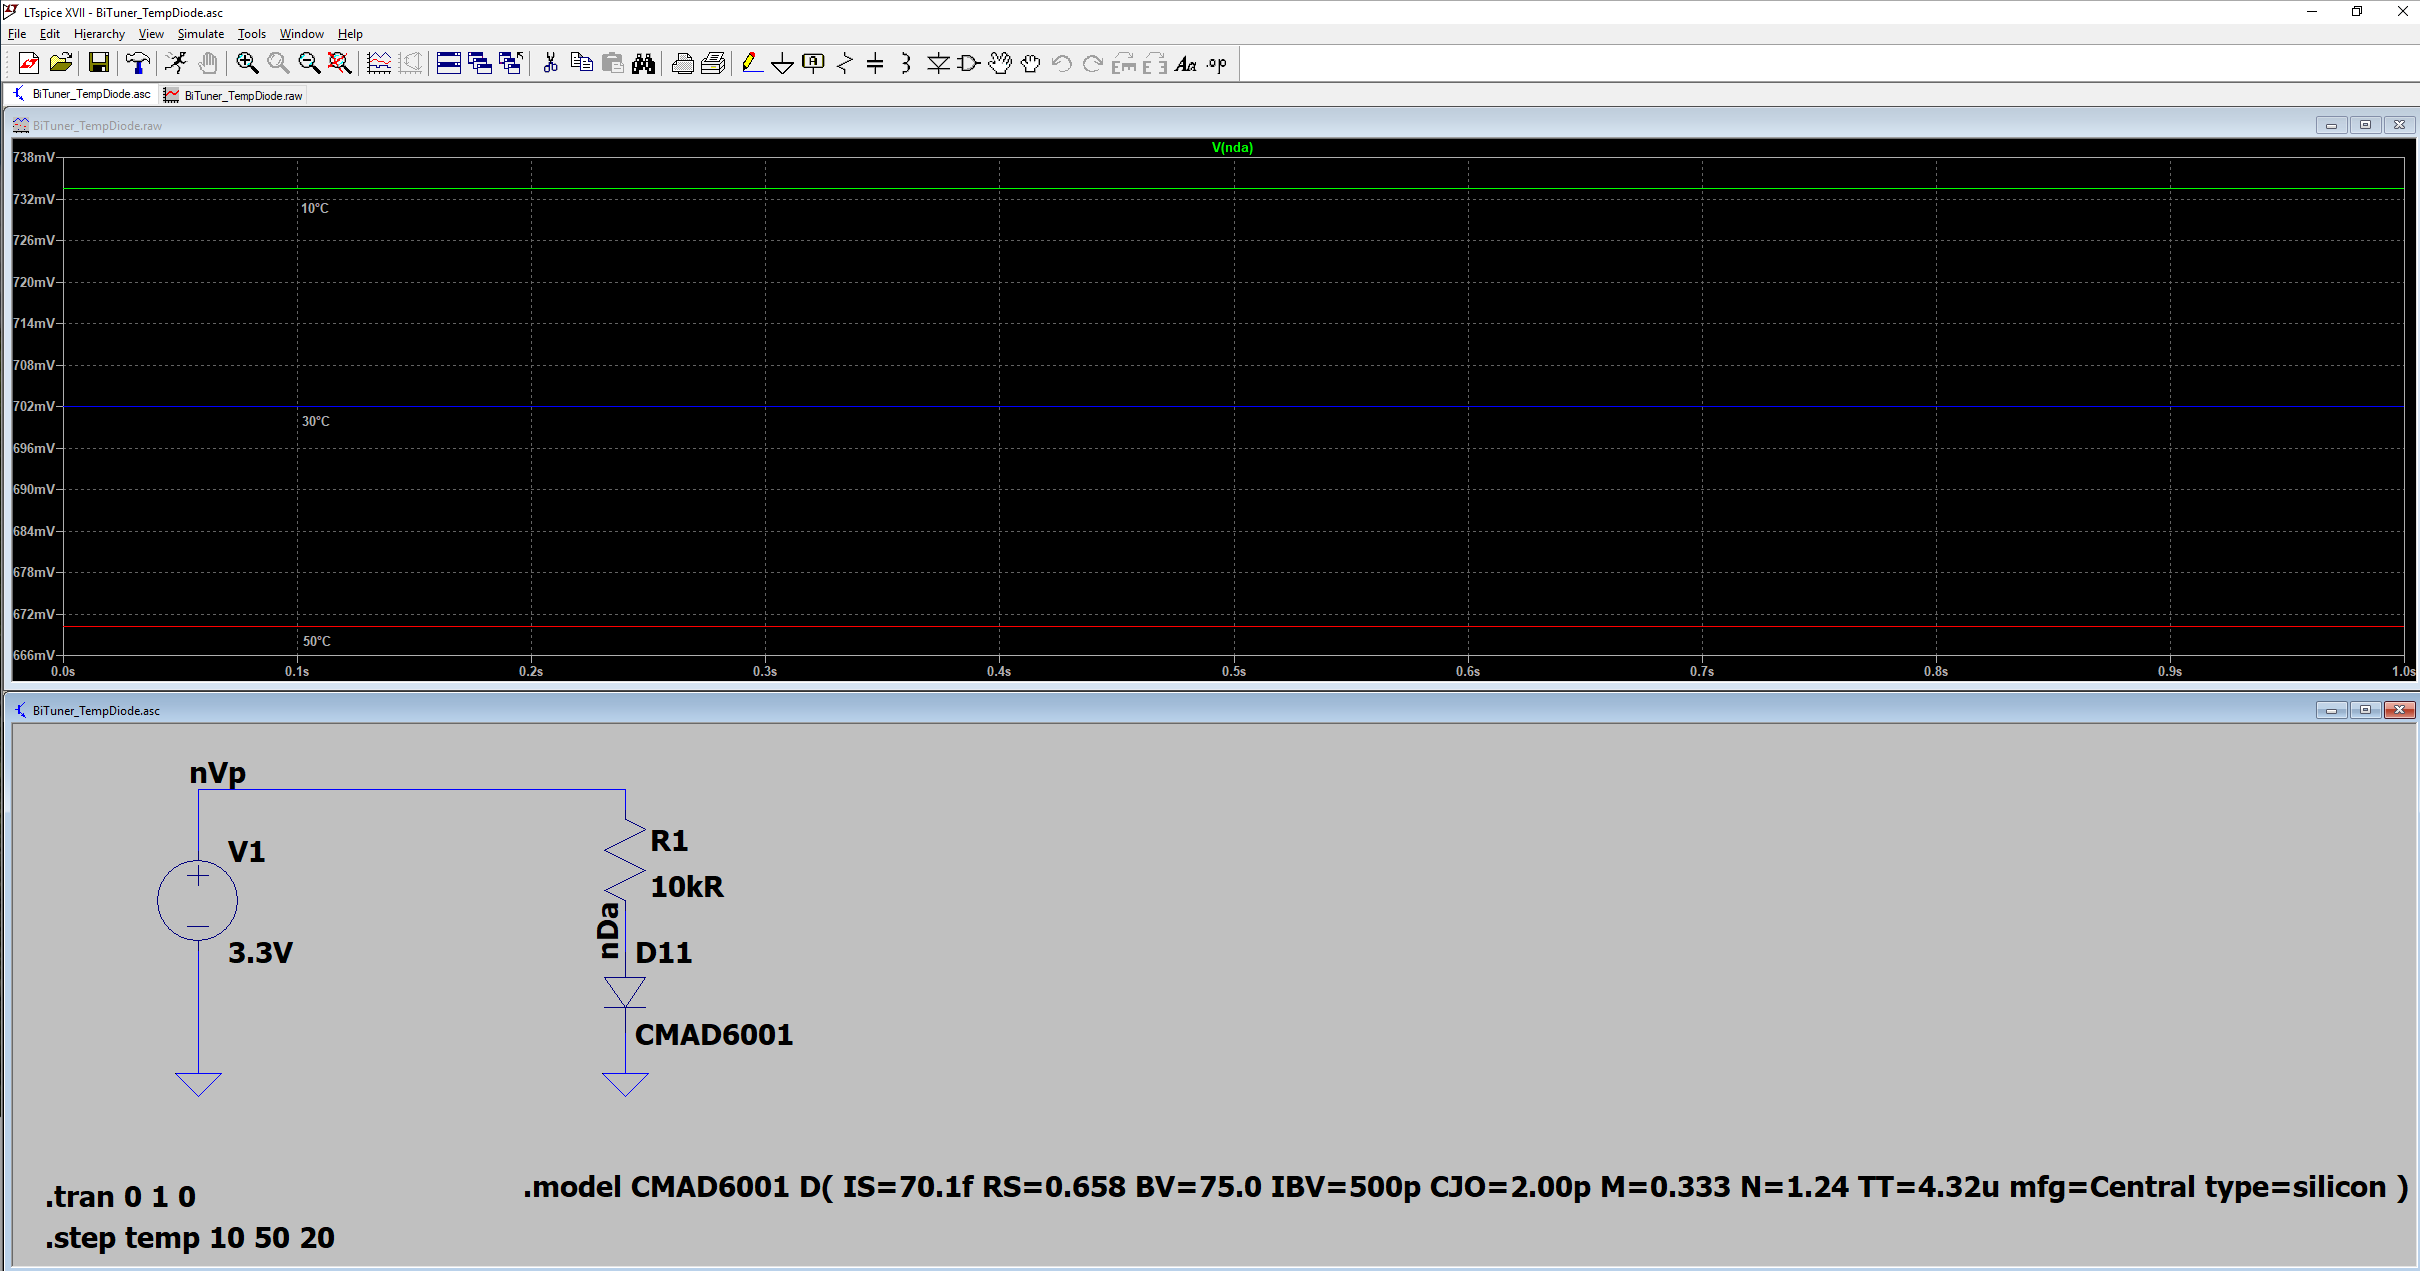 LTspice XVII - BiTuner_TempDiode.asc
File Edit Hierarchy View Simulate Tools Window Help
A Aa .op
BiTuner_TempDiode.asc BiTuner_TempDiode.raw
BiTuner_TempDiode.raw
V(nda)
738mV
732mV
726mV
720mV
714mV
708mV
702mV
696mV
690mV
684mV
678mV
672mV
666mV
10°C
30°C
50°C
0.0s 0.1s 0.2s 0.3s 0.4s 0.5s 0.6s 0.7s 0.8s 0.9s 1.0s
BiTuner_TempDiode.asc
nVp
V1
3.3V
R1
10kR
nDa
D11
CMAD6001
.model CMAD6001 D( IS=70.1f RS=0.658 BV=75.0 IBV=500p CJO=2.00p M=0.333 N=1.24 TT=4.32u mfg=Central type=silicon )
.tran 0 1 0
.step temp 10 50 20